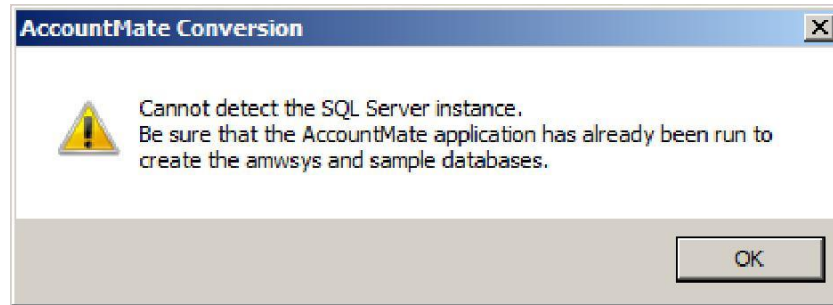 AccountMate Conversion
Cannot detect the SQL Server instance.
Be sure that the AccountMate application has already been run to
create the amwsys and sample databases.
OK